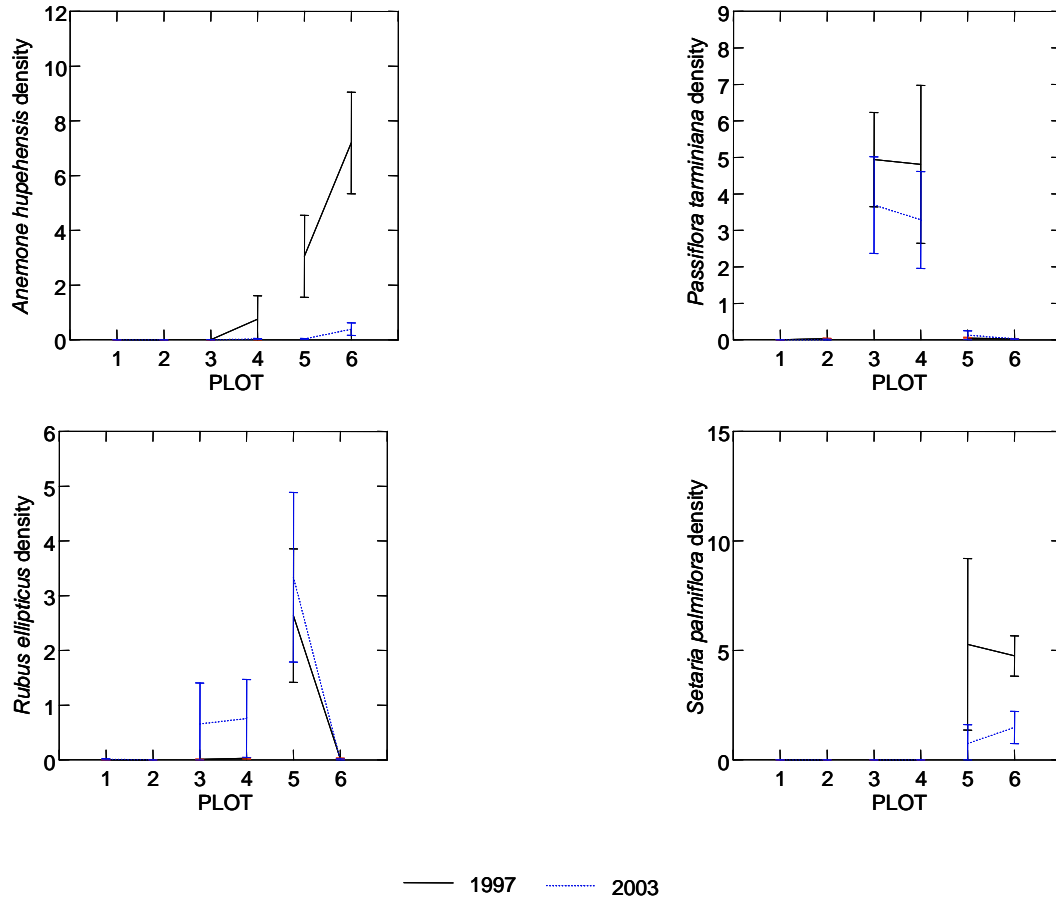 Anemone hupehensis density
12
10
8
6
4
2
0
1 2 3 4 5 6
PLOT
Passiflora tarminiana density
9
8
7
6
5
4
3
2
1
0
1 2 3 4 5 6
PLOT
Rubus ellipticus density
6
5
4
3
2
1
0
1 2 3 4 5 6
PLOT
Setaria palmiflora density
15
10
5
0
1 2 3 4 5 6
PLOT
1997 2003